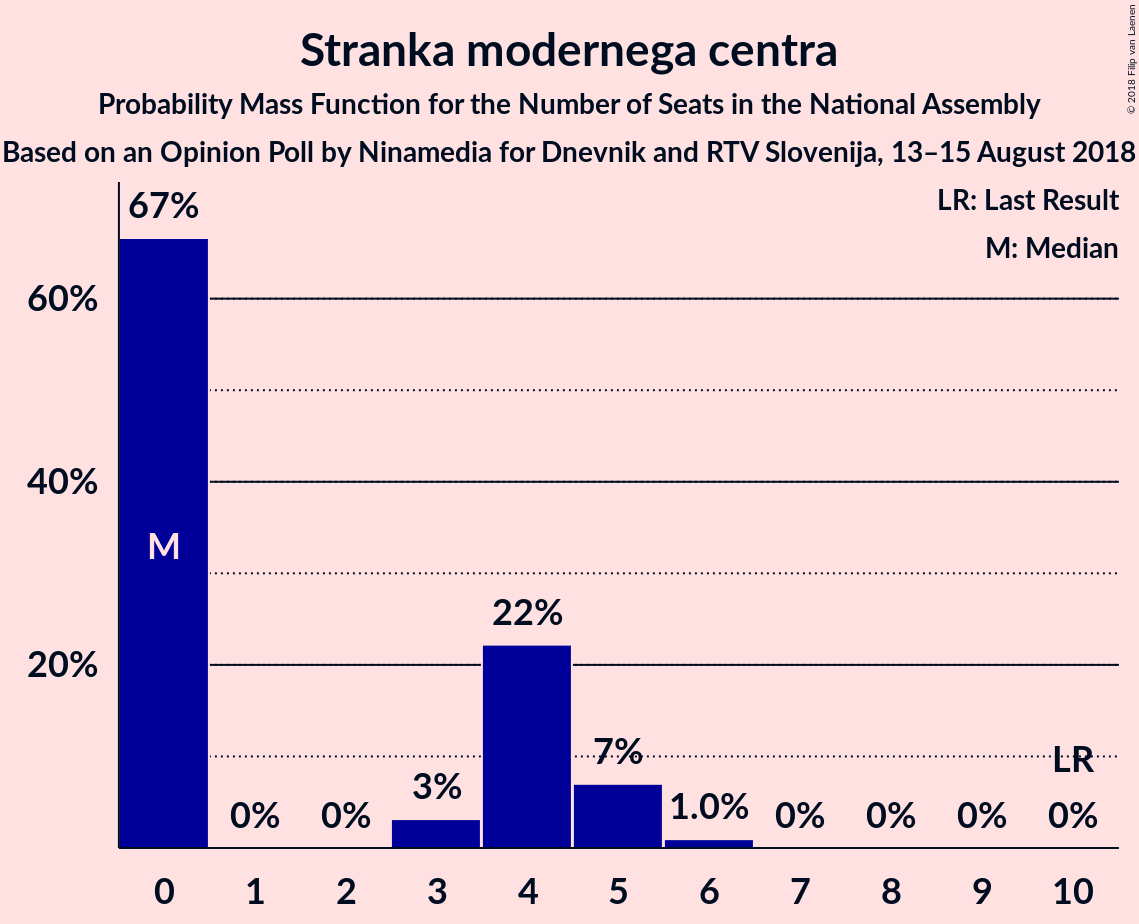 Stranka modernega centra
Probability Mass Function for the Number of Seats in the National Assembly
Based on an Opinion Poll by Ninamedia for Dnevnik and RTV Slovenija, 13–15 August 2018
© 2018 Filip van Laenen
LR: Last Result
M: Median
67%
60%
40%
M
22%
20%
7%
LR
3%
1.0%
0% 0% 0% 0% 0% 0%
0 1 2 3 4 5 6 7 8 9 10